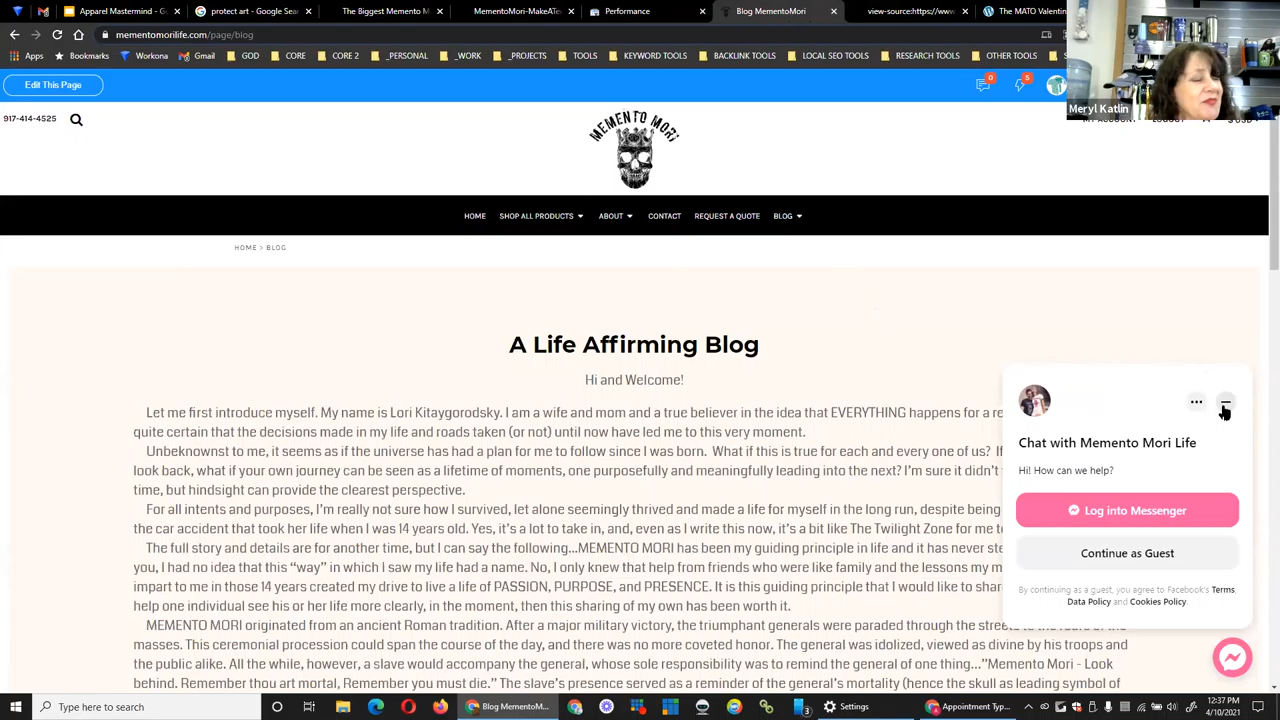 Apparel Mastermind - C
protect art - Google Sear
The Biggest Memento M
MementoMori-MakeATe
Performance
Blog MementoMori
view-source:https://www
The MATO Valentin
mementomorilife.com/page/blog
Apps
Bookmarks
Workona
Gmail
GOD
CORE
CORE 2
_PERSONAL
_WORK
_PROJECTS
TOOLS
KEYWORD TOOLS
BACKLINK TOOLS
LOCAL SEO TOOLS
RESEARCH TOOLS
OTHER TOOLS
Edit This Page
0
5
Meryl Katlin
917-414-4525
LOGOUT
MEMENTO MORI
HOME
SHOP ALL PRODUCTS
ABOUT
CONTACT
REQUEST A QUOTE
BLOG
HOME > BLOG
A Life Affirming Blog
Hi and Welcome!
Let me first introduce myself. My name is Lori Kitaygorodsky. I am a wife and mom and a true believer in the idea that EVERYTHING happens for a re
quite certain that the decisions made in my life and roads taken (or not) until now have led me to this very moment.
Unbeknownst to me, it seems as if the universe has had a plan for me to follow since I was born. What if this is true for each and every one of us? If
look back, what if your own journey can be seen as a lifetime of moments, one purposefully and meaningfully leading into the next? I'm sure it didn't
time, but hindsight can provide the clearest perspective.
For all intents and purposes, I'm really not sure how I survived, let alone seemingly thrived and made a life for myself in the long run, despite being
the car accident that took her life when I was 14 years old. Yes, it's a lot to take in, and, even as I write this now, it's a bit like The Twilight Zone for me to
The full story and details are for another time, but I can say the following...MEMENTO MORI has been my guiding principle in life and it has never ste
you, I had no idea that this "way" in which I saw my life had a name. No, I only knew that help from friends who were like family and the lessons my m
impart to me in those 14 years created my drive to live a life of PASSION, PURPOSE, and PRESENCE. It is this guiding principle that I would like to shar
help one individual see his or her life more clearly, in the moment, then this sharing of my own has been worth it.
MEMENTO MORI originated from an ancient Roman tradition. After a major military victory, the triumphant generals were paraded through the streets to the roars of the
masses. This ceremonial procession could span the course of the day, and there was no more coveted honor. The general was idolized, viewed as divine by his troops and
the public alike. All the while, however, a slave would accompany the general, whose sole responsibility was to remind the general of one thing..."Memento Mori - Look
behind. Remember thou art mortal, Remember you must die." The slave's presence served as a reminder of the general's mortality (hence the skull as leading symbol of
Chat with Memento Mori Life
Hi! How can we help?
Log into Messenger
Continue as Guest
By continuing as a guest, you agree to Facebook's Terms,
Data Policy and Cookies Policy.
Type here to search
Blog MementoM...
3
Settings
Appointment Typ...
12:37 PM
4/10/2021